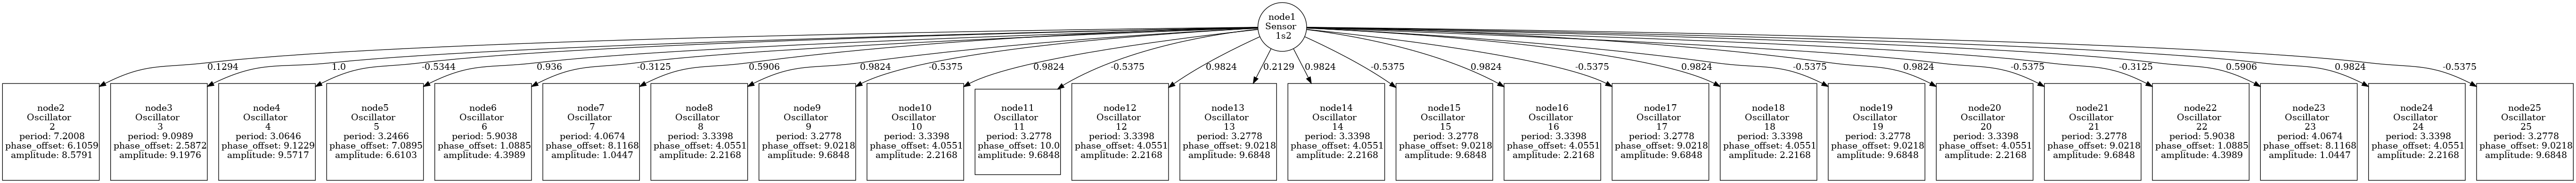 node1
Sensor
1s2
0.1294
1.0
-0.5344
0.936
-0.3125
0.5906
0.9824
-0.5375
0.9824
-0.5375
0.9824
0.2129
0.9824
-0.5375
0.9824
-0.5375
0.9824
-0.5375
0.9824
-0.5375
-0.3125
0.5906
0.9824
-0.5375
node2
Oscillator
2
period: 7.2008
phase_offset: 6.1059
amplitude: 8.5791
node3
Oscillator
3
period: 9.0989
phase_offset: 2.5872
amplitude: 9.1976
node4
Oscillator
4
period: 3.0646
phase_offset: 9.1229
amplitude: 9.5717
node5
Oscillator
5
period: 3.2466
phase_offset: 7.0895
amplitude: 6.6103
node6
Oscillator
6
period: 5.9038
phase_offset: 1.0885
amplitude: 4.3989
node7
Oscillator
7
period: 4.0674
phase_offset: 8.1168
amplitude: 1.0447
node8
Oscillator
8
period: 3.3398
phase_offset: 4.0551
amplitude: 2.2168
node9
Oscillator
9
period: 3.2778
phase_offset: 9.0218
amplitude: 9.6848
node10
Oscillator
10
period: 3.3398
phase_offset: 4.0551
amplitude: 2.2168
node11
Oscillator
11
period: 3.2778
phase_offset: 10.0
amplitude: 9.6848
node12
Oscillator
12
period: 3.3398
phase_offset: 4.0551
amplitude: 2.2168
node13
Oscillator
13
period: 3.2778
phase_offset: 9.0218
amplitude: 9.6848
node14
Oscillator
14
period: 3.3398
phase_offset: 4.0551
amplitude: 2.2168
node15
Oscillator
15
period: 3.2778
phase_offset: 9.0218
amplitude: 9.6848
node16
Oscillator
16
period: 3.3398
phase_offset: 4.0551
amplitude: 2.2168
node17
Oscillator
17
period: 3.2778
phase_offset: 9.0218
amplitude: 9.6848
node18
Oscillator
18
period: 3.3398
phase_offset: 4.0551
amplitude: 2.2168
node19
Oscillator
19
period: 3.2778
phase_offset: 9.0218
amplitude: 9.6848
node20
Oscillator
20
period: 3.3398
phase_offset: 4.0551
amplitude: 2.2168
node21
Oscillator
21
period: 3.2778
phase_offset: 9.0218
amplitude: 9.6848
node22
Oscillator
22
period: 5.9038
phase_offset: 1.0885
amplitude: 4.3989
node23
Oscillator
23
period: 4.0674
phase_offset: 8.1168
amplitude: 1.0447
node24
Oscillator
24
period: 3.3398
phase_offset: 4.0551
amplitude: 2.2168
node25
Oscillator
25
period: 3.2778
phase_offset: 9.0218
amplitude: 9.6848